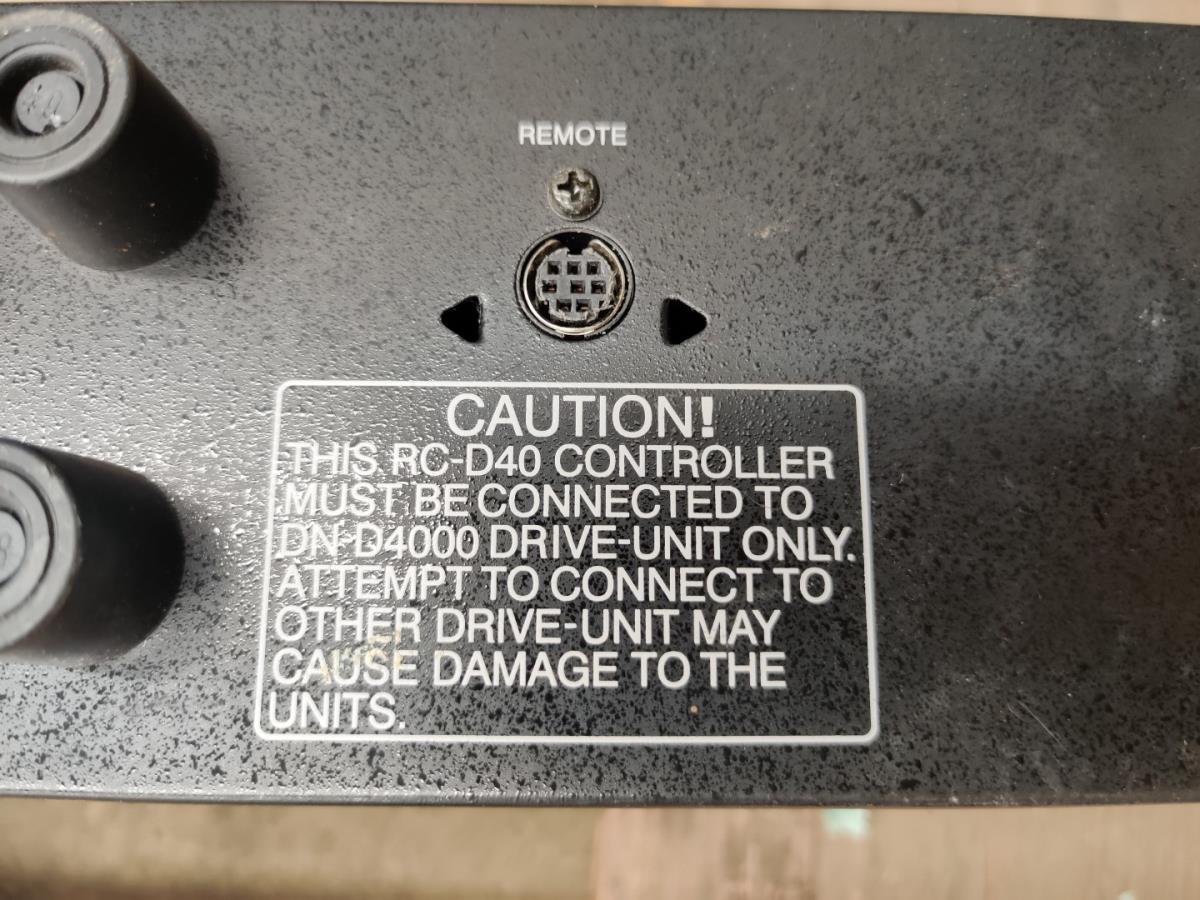 REMOTE
CAUTION!
THIS RC-D40 CONTROLLER
MUST BE CONNECTED TO
DN-D4000 DRIVE-UNIT ONLY.
ATTEMPT TO CONNECT TO
OTHER DRIVE-UNIT MAY
CAUSE DAMAGE TO THE
UNITS.